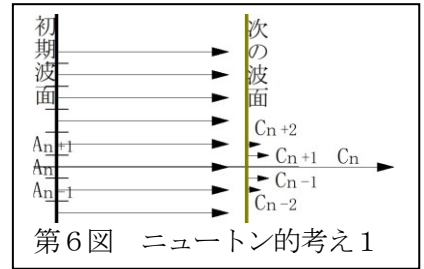 初期波面
次の波面
Cn+2
An+1
Cn+1 Cn
An
Cn-1
An-1
Cn-2
第6図 ニュートン的考え1